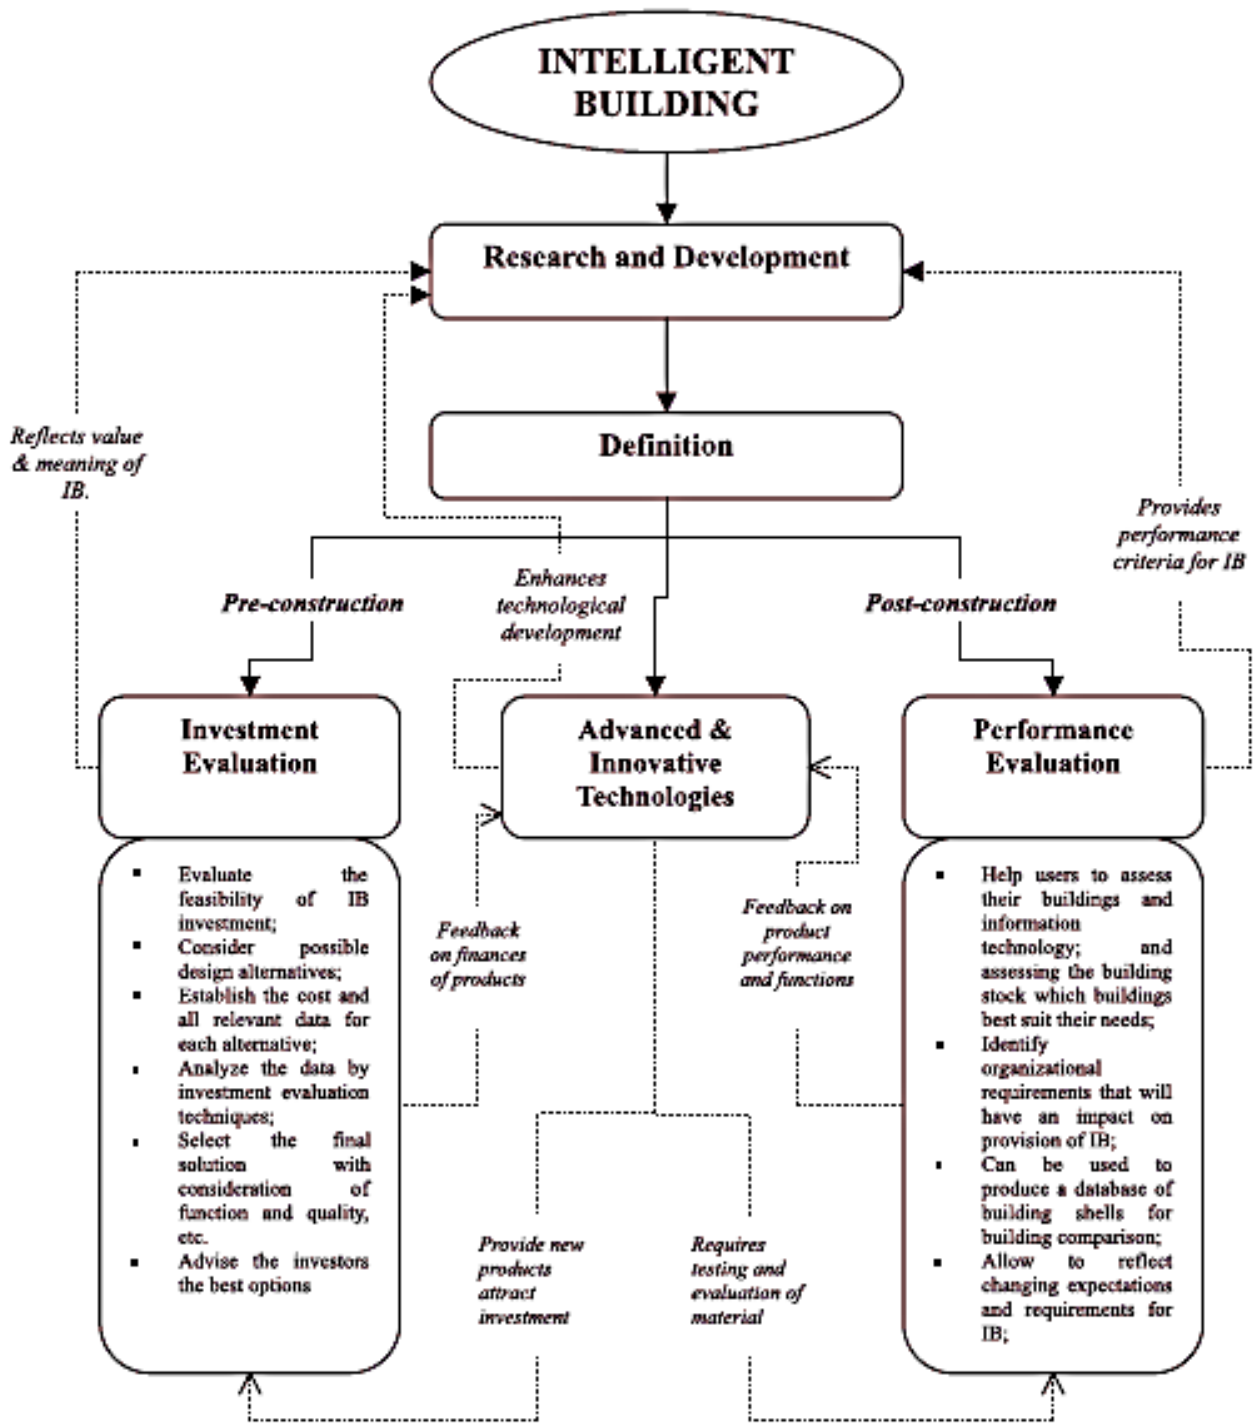 INTELLIGENT
BUILDING
Research and Development
Definition
Reflects value
& meaning of
IB.
Provides
performance
criteria for IB
Enhances
technological
development
Pre-construction
Post-construction
Investment
Evaluation
Advanced &
Innovative
Technologies
Performance
Evaluation
▪ Evaluate the
feasibility of IB
investment;
▪ Consider possible
design alternatives;
▪ Establish the cost and
all relevant data for
each alternative;
▪ Analyze the data by
investment evaluation
techniques;
▪ Select the final
solution with
consideration of
function and quality,
etc.
▪ Advise the investors
the best options
Feedback
on finances
of products
Feedback on
product
performance
and functions
▪ Help users to assess
their buildings and
information
technology; and
assessing the building
stock which buildings
best suit their needs;
▪ Identify
organizational
requirements that will
have an impact on
provision of IB;
▪ Can be used to
produce a database of
building shells for
building comparison;
▪ Allow to reflect
changing expectations
and requirements for
IB;
Provide new
products
attract
investment
Requires
testing and
evaluation of
material